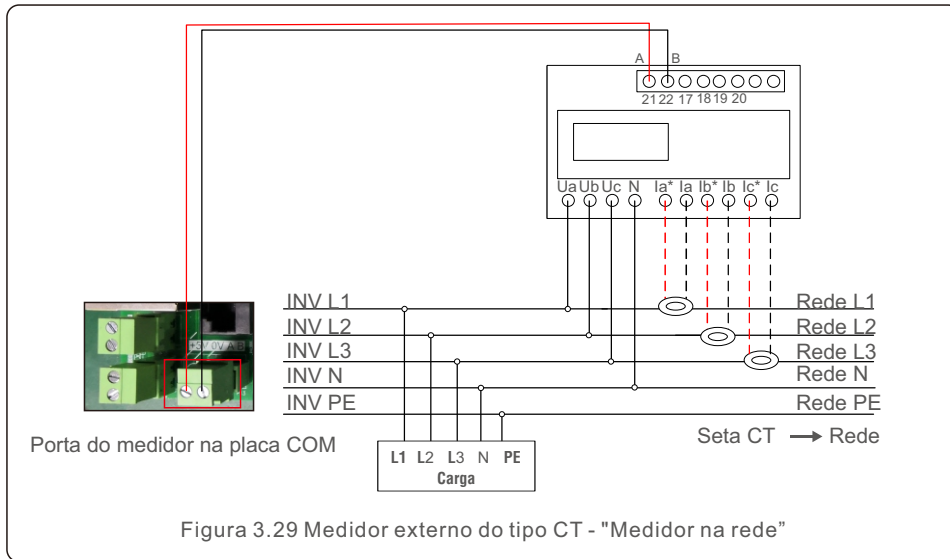 A B
21 22 17 18 19 20
Ua Ub Uc N Ia* Ia Ib* Ib Ic* Ic
INV L1 Rede L1
INV L2 Rede L2
INV L3 Rede L3
INV N Rede N
INV PE Rede PE
+5V 0V A B
Porta do medidor na placa COM
Seta CT → Rede
L1 L2 L3 N PE
Carga
Figura 3.29 Medidor externo do tipo CT - "Medidor na rede”